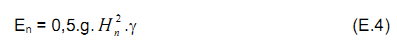 Eₙ = 0,5.g. Hₙ².γ (E.4)